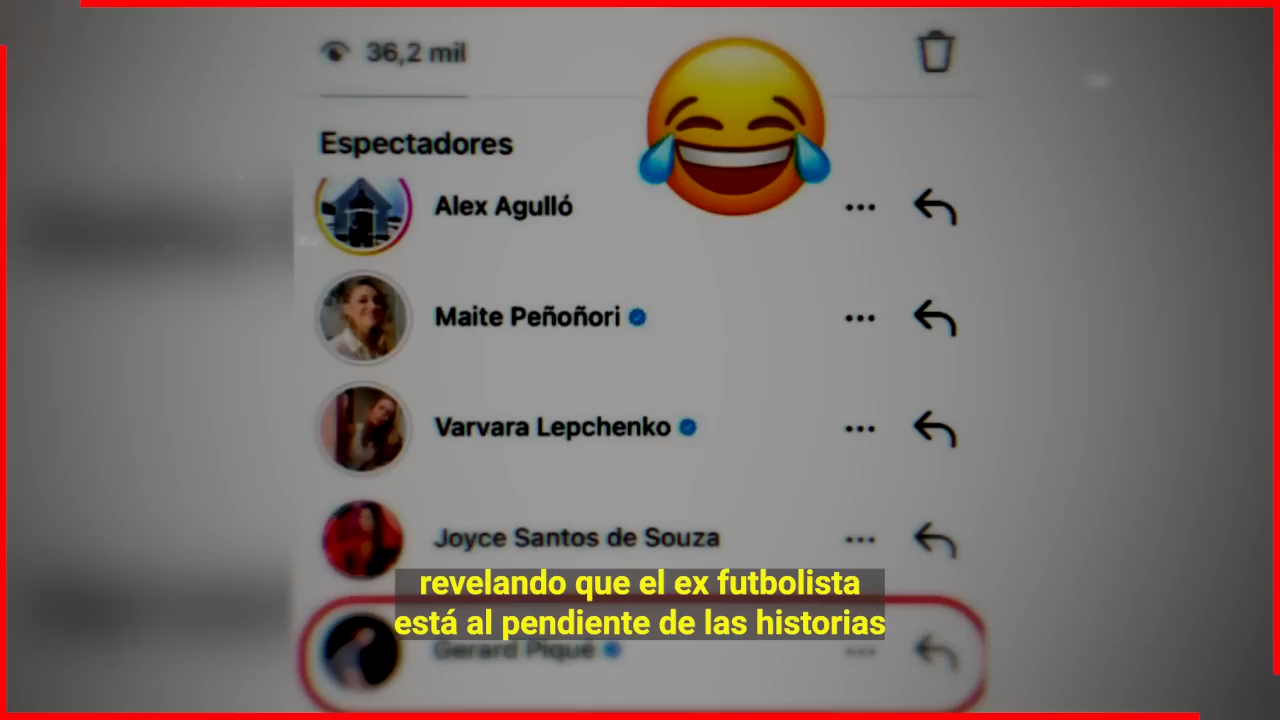 36,2 mil
Espectadores
Alex Agulló
Maite Peñoñori
Varvara Lepchenko
Joyce Santos de Souza
revelando que el ex futbolista
está al pendiente de las historias
Gerard Piqué